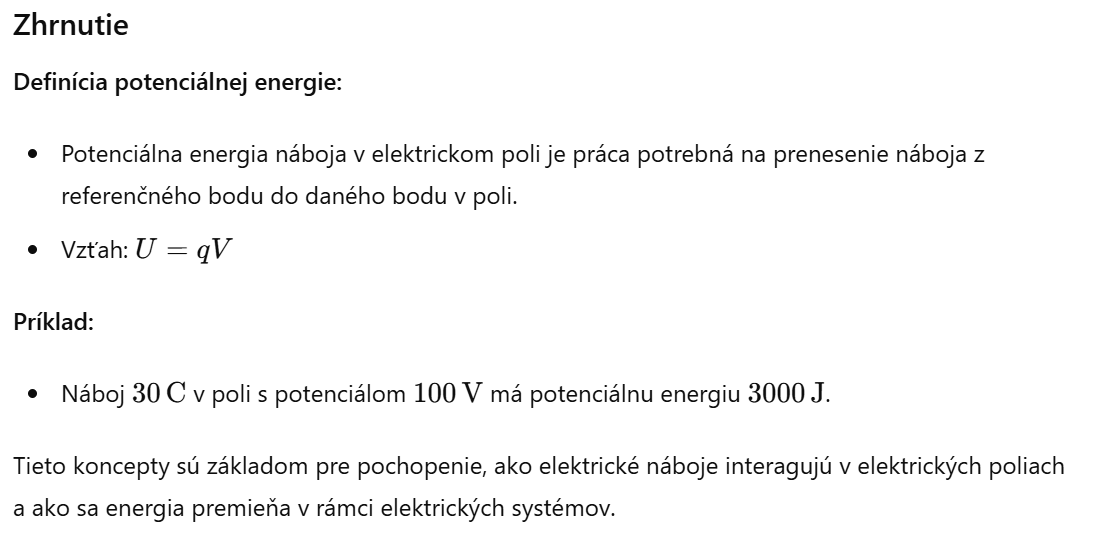 Zhrnutie
Definícia potenciálnej energie:
• Potenciálna energia náboja v elektrickom poli je práca potrebná na prenesenie náboja z
referenčného bodu do daného bodu v poli.
• Vzťah: U = qV
Príklad:
• Náboj 30 C v poli s potenciálom 100 V má potenciálnu energiu 3000 J.
Tieto koncepty sú základom pre pochopenie, ako elektrické náboje interagujú v elektrických poliach
a ako sa energia premieňa v rámci elektrických systémov.